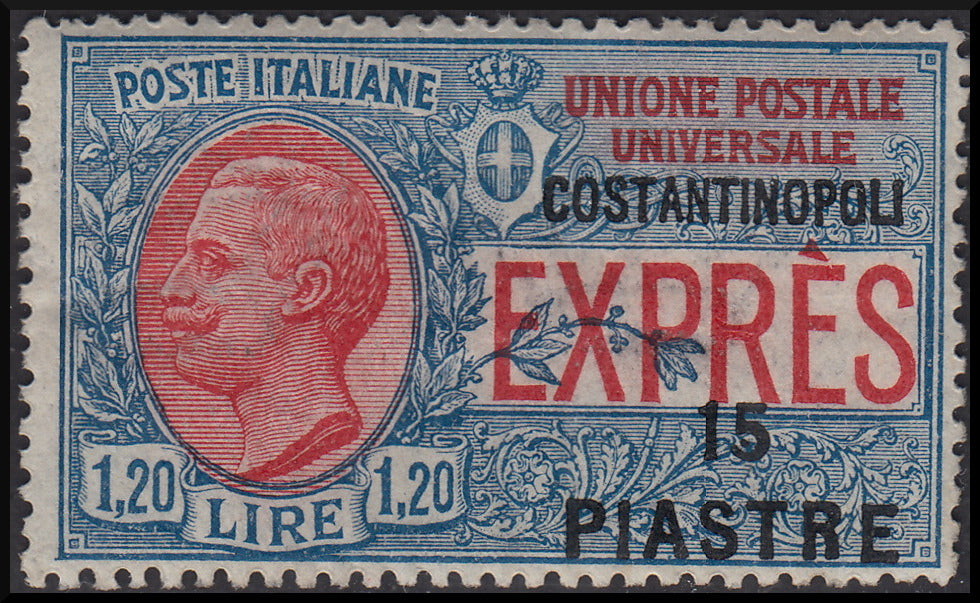 POSTE ITALIANE
UNIONE POSTALE
UNIVERSALE
COSTANTINOPOLI
EXPRÈS
15
PIASTRE
1,20 LIRE 1,20